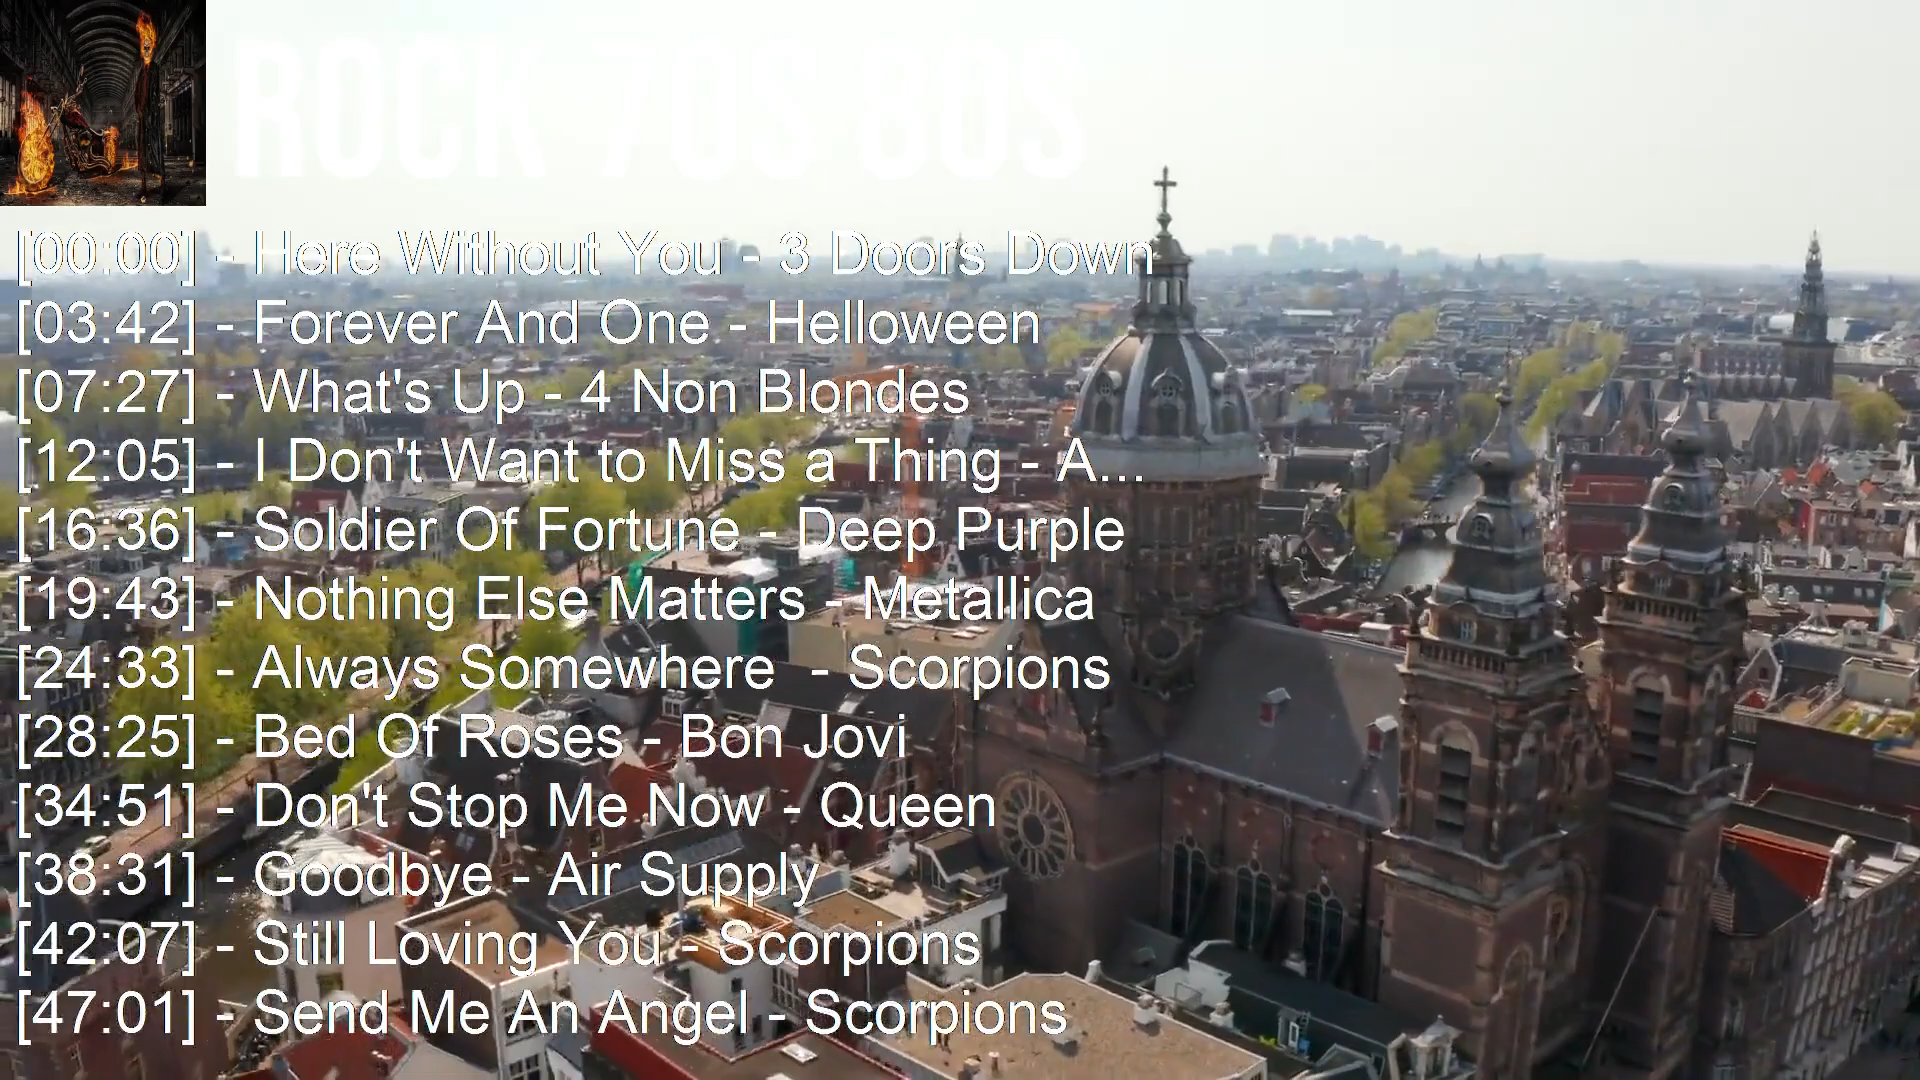 ROCK 70S 80S
[00:00] - Here Without You - 3 Doors Down
[03:42] - Forever And One - Helloween
[07:27] - What's Up - 4 Non Blondes
[12:05] - I Don't Want to Miss a Thing - A...
[16:36] - Soldier Of Fortune - Deep Purple
[19:43] - Nothing Else Matters - Metallica
[24:33] - Always Somewhere  - Scorpions
[28:25] - Bed Of Roses - Bon Jovi
[34:51] - Don't Stop Me Now - Queen
[38:31] - Goodbye - Air Supply
[42:07] - Still Loving You - Scorpions
[47:01] - Send Me An Angel - Scorpions